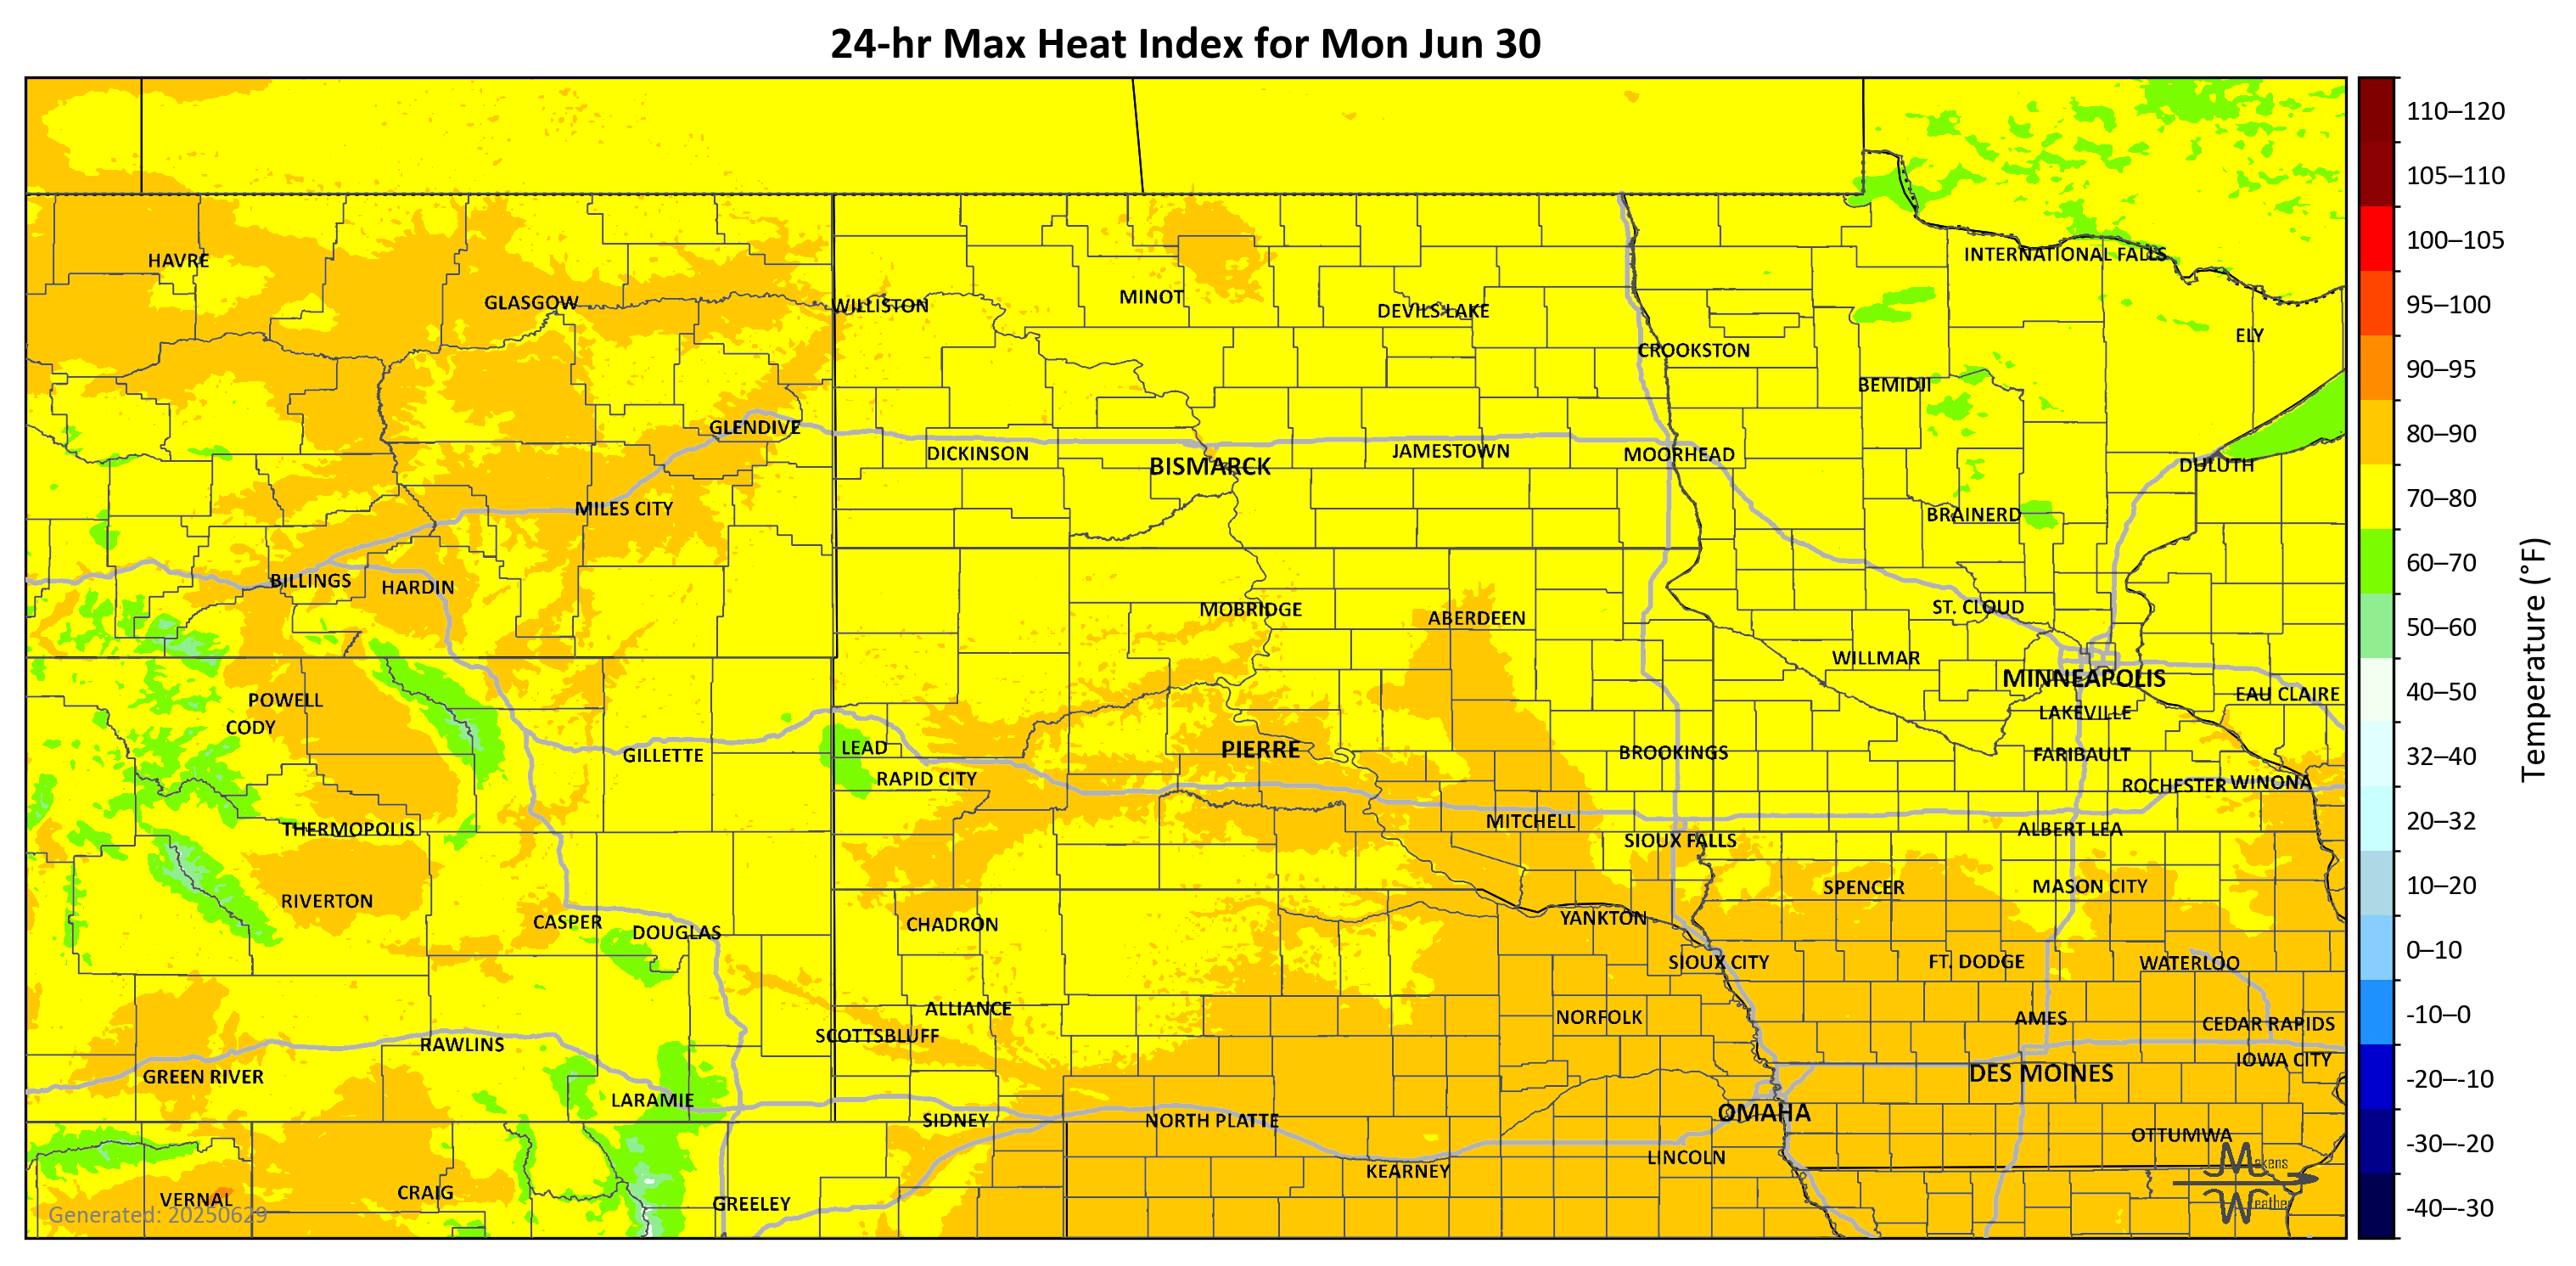 24-hr Max Heat Index for Mon Jun 30
110–120
105–110
100–105
95–100
90–95
80–90
70–80
60–70
50–60
40–50
32–40
20–32
10–20
0–10
-10–0
-20–-10
-30–-20
-40–-30
Temperature (°F)
HAVRE
INTERNATIONAL FALLS
GLASGOW
WILLISTON
MINOT
DEVILS LAKE
ELY
CROOKSTON
BEMIDJI
GLENDIVE
DICKINSON
BISMARCK
JAMESTOWN
MOORHEAD
DULUTH
MILES CITY
BRAINERD
BILLINGS
HARDIN
MOBRIDGE
ABERDEEN
ST. CLOUD
WILLMAR
MINNEAPOLIS
EAU CLAIRE
POWELL
CODY
LAKEVILLE
GILLETTE
LEAD
PIERRE
BROOKINGS
FARIBAULT
RAPID CITY
ROCHESTER
WINONA
THERMOPOLIS
MITCHELL
SIOUX FALLS
ALBERT LEA
RIVERTON
SPENCER
MASON CITY
CASPER
DOUGLAS
CHADRON
YANKTON
SIOUX CITY
FT. DODGE
WATERLOO
ALLIANCE
NORFOLK
AMES
CEDAR RAPIDS
SCOTTSBLUFF
RAWLINS
IOWA CITY
GREEN RIVER
DES MOINES
LARAMIE
SIDNEY
NORTH PLATTE
OMAHA
OTTUMWA
LINCOLN
KEARNEY
VERNAL
CRAIG
GREELEY
Makens
Weather
Generated: 20250629